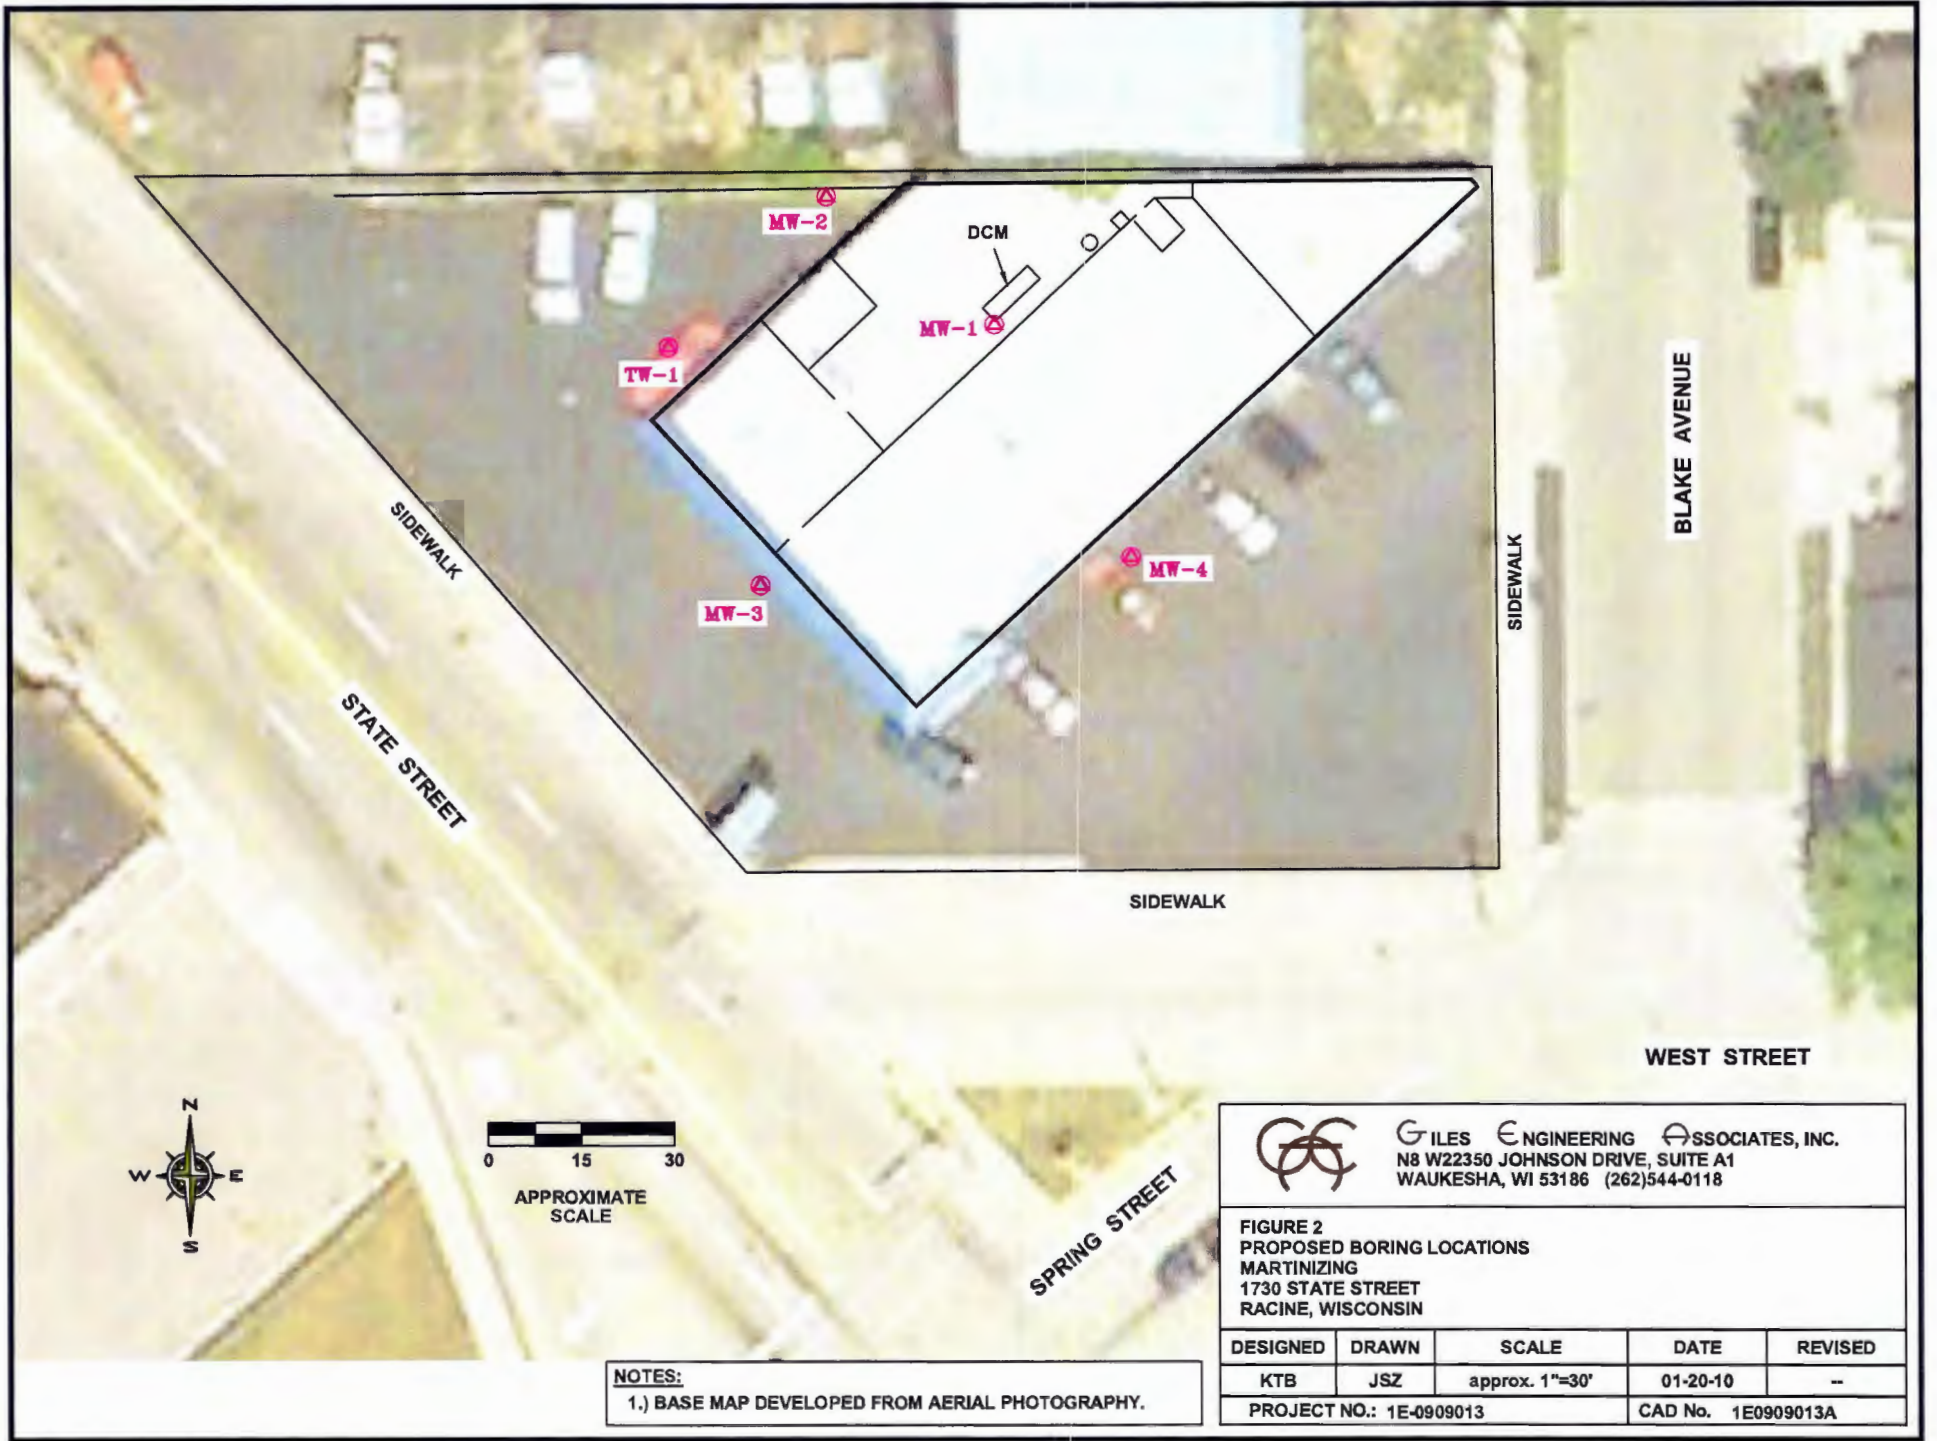 DCM
MW-2
MW-1
TW-1
MW-3
MW-4
SIDEWALK
SIDEWALK
SIDEWALK
BLAKE AVENUE
STATE STREET
WEST STREET
SPRING STREET
N
W E
S
0 15 30
APPROXIMATE
SCALE
GILES ENGINEERING ASSOCIATES, INC.
N8 W22350 JOHNSON DRIVE, SUITE A1
WAUKESHA, WI 53186 (262)544-0118
FIGURE 2
PROPOSED BORING LOCATIONS
MARTINIZING
1730 STATE STREET
RACINE, WISCONSIN
DESIGNED DRAWN SCALE DATE REVISED
KTB JSZ approx. 1"=30' 01-20-10 --
PROJECT NO.: 1E-0909013 CAD No. 1E0909013A
NOTES:
1.) BASE MAP DEVELOPED FROM AERIAL PHOTOGRAPHY.